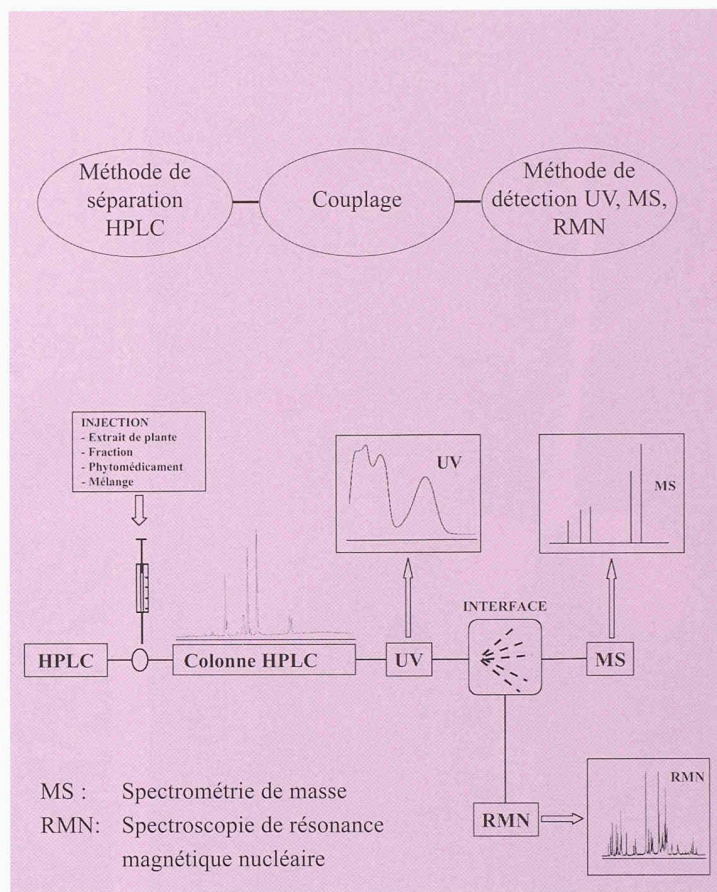 Méthode de
séparation
HPLC
Couplage
Méthode de
détection UV, MS,
RMN
INJECTION
- Extrait de plante
- Fraction
- Phytomédicament
- Mélange
UV
MS
INTERFACE
HPLC
Colonne HPLC
UV
MS
RMN
RMN
MS : Spectrométrie de masse
RMN: Spectroscopie de résonance
magnétique nucléaire